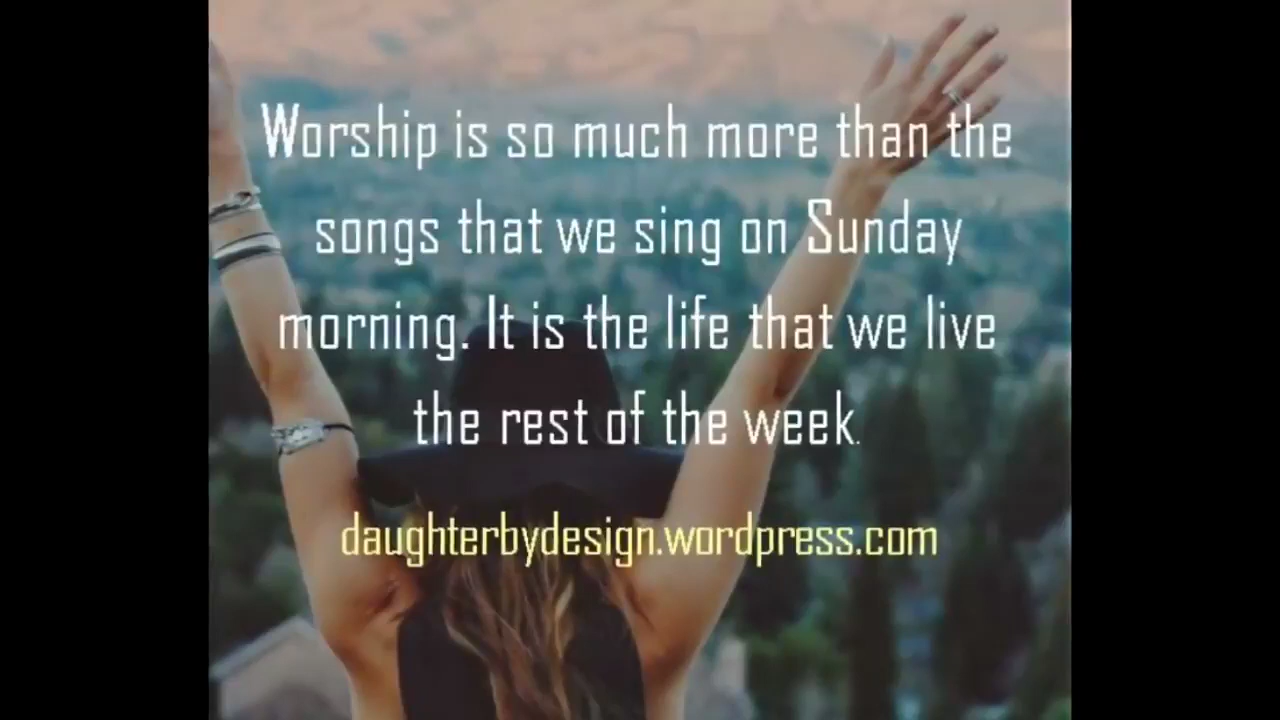 Worship is so much more than the
songs that we sing on Sunday
morning. It is the life that we live
the rest of the week.
daughterbydesign.wordpress.com